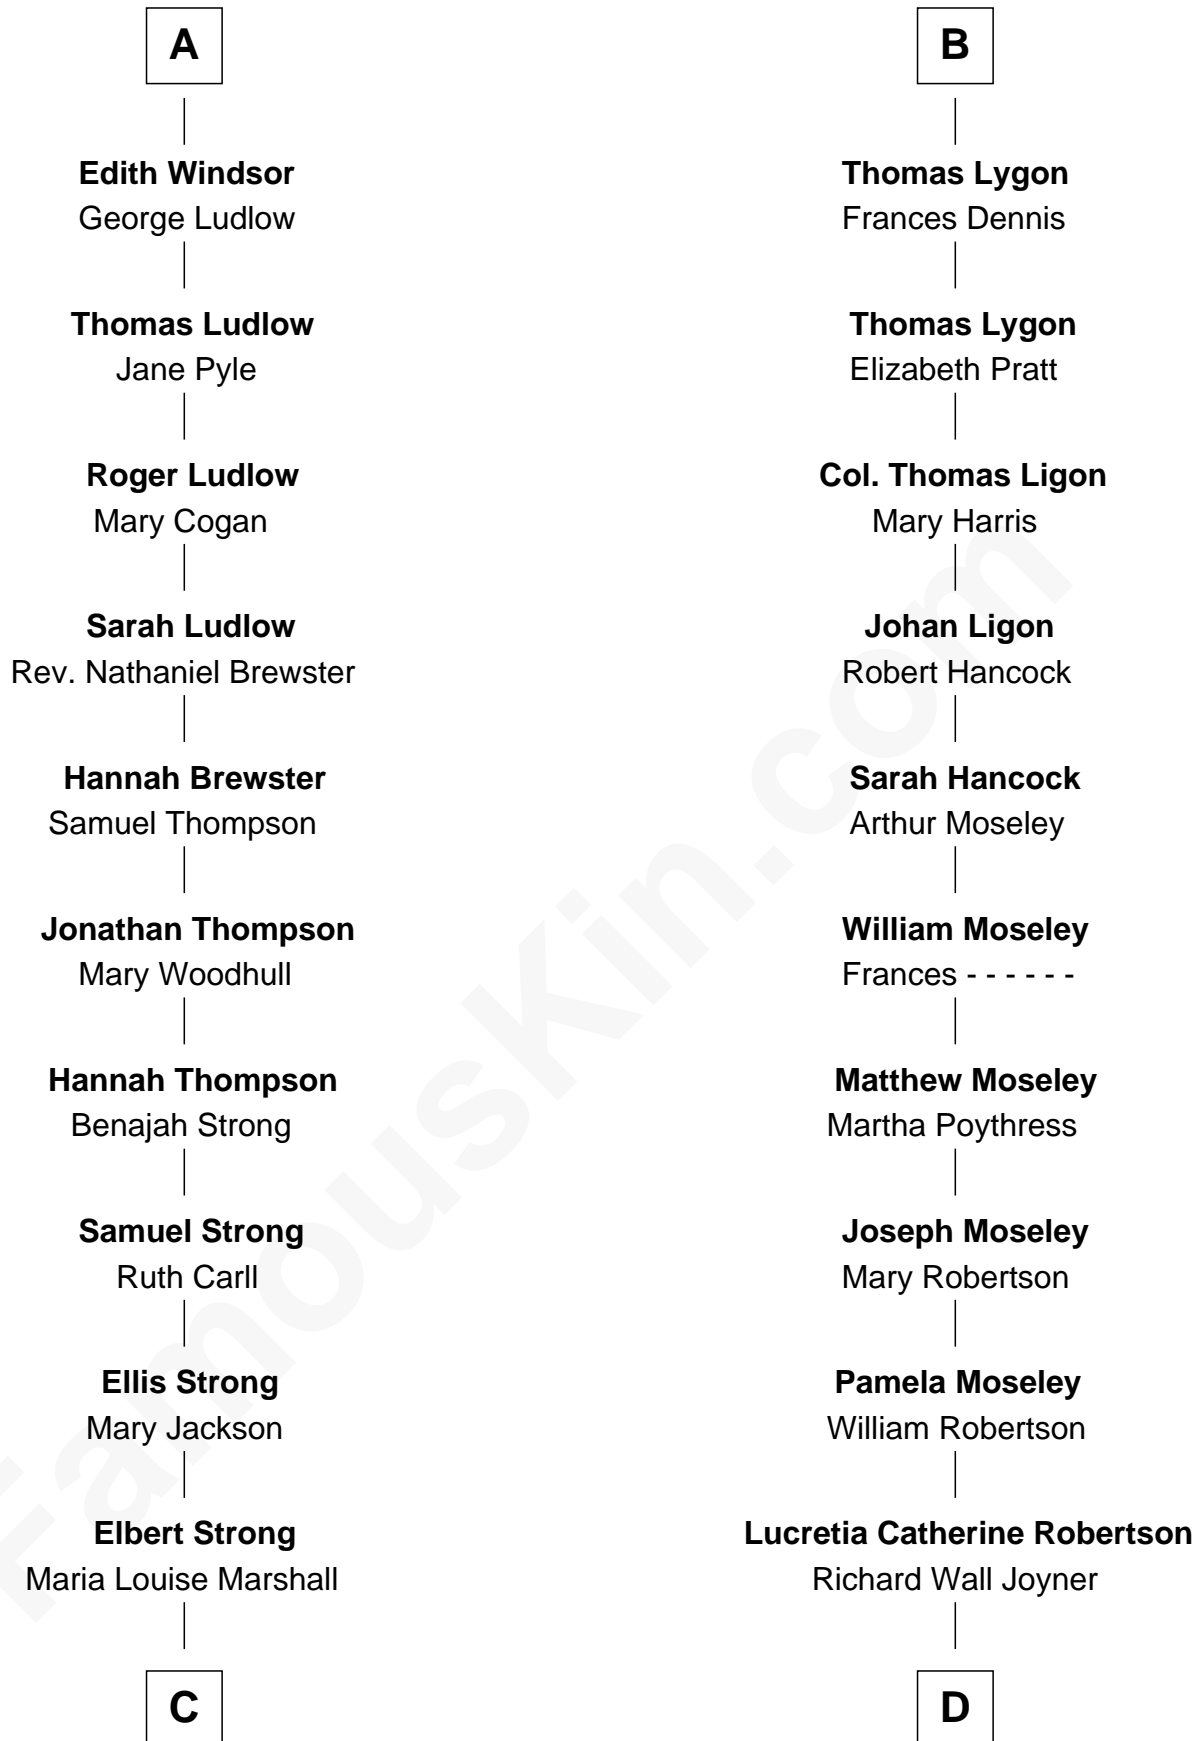 A
Edith Windsor
George Ludlow
Thomas Ludlow
Jane Pyle
Roger Ludlow
Mary Cogan
Sarah Ludlow
Rev. Nathaniel Brewster
Hannah Brewster
Samuel Thompson
Jonathan Thompson
Mary Woodhull
Hannah Thompson
Benajah Strong
Samuel Strong
Ruth Carll
Ellis Strong
Mary Jackson
Elbert Strong
Maria Louise Marshall
C
B
Thomas Lygon
Frances Dennis
Thomas Lygon
Elizabeth Pratt
Col. Thomas Ligon
Mary Harris
Johan Ligon
Robert Hancock
Sarah Hancock
Arthur Moseley
William Moseley
Frances - - - - - -
Matthew Moseley
Martha Poythress
Joseph Moseley
Mary Robertson
Pamela Moseley
William Robertson
Lucretia Catherine Robertson
Richard Wall Joyner
D
FamousKin.com